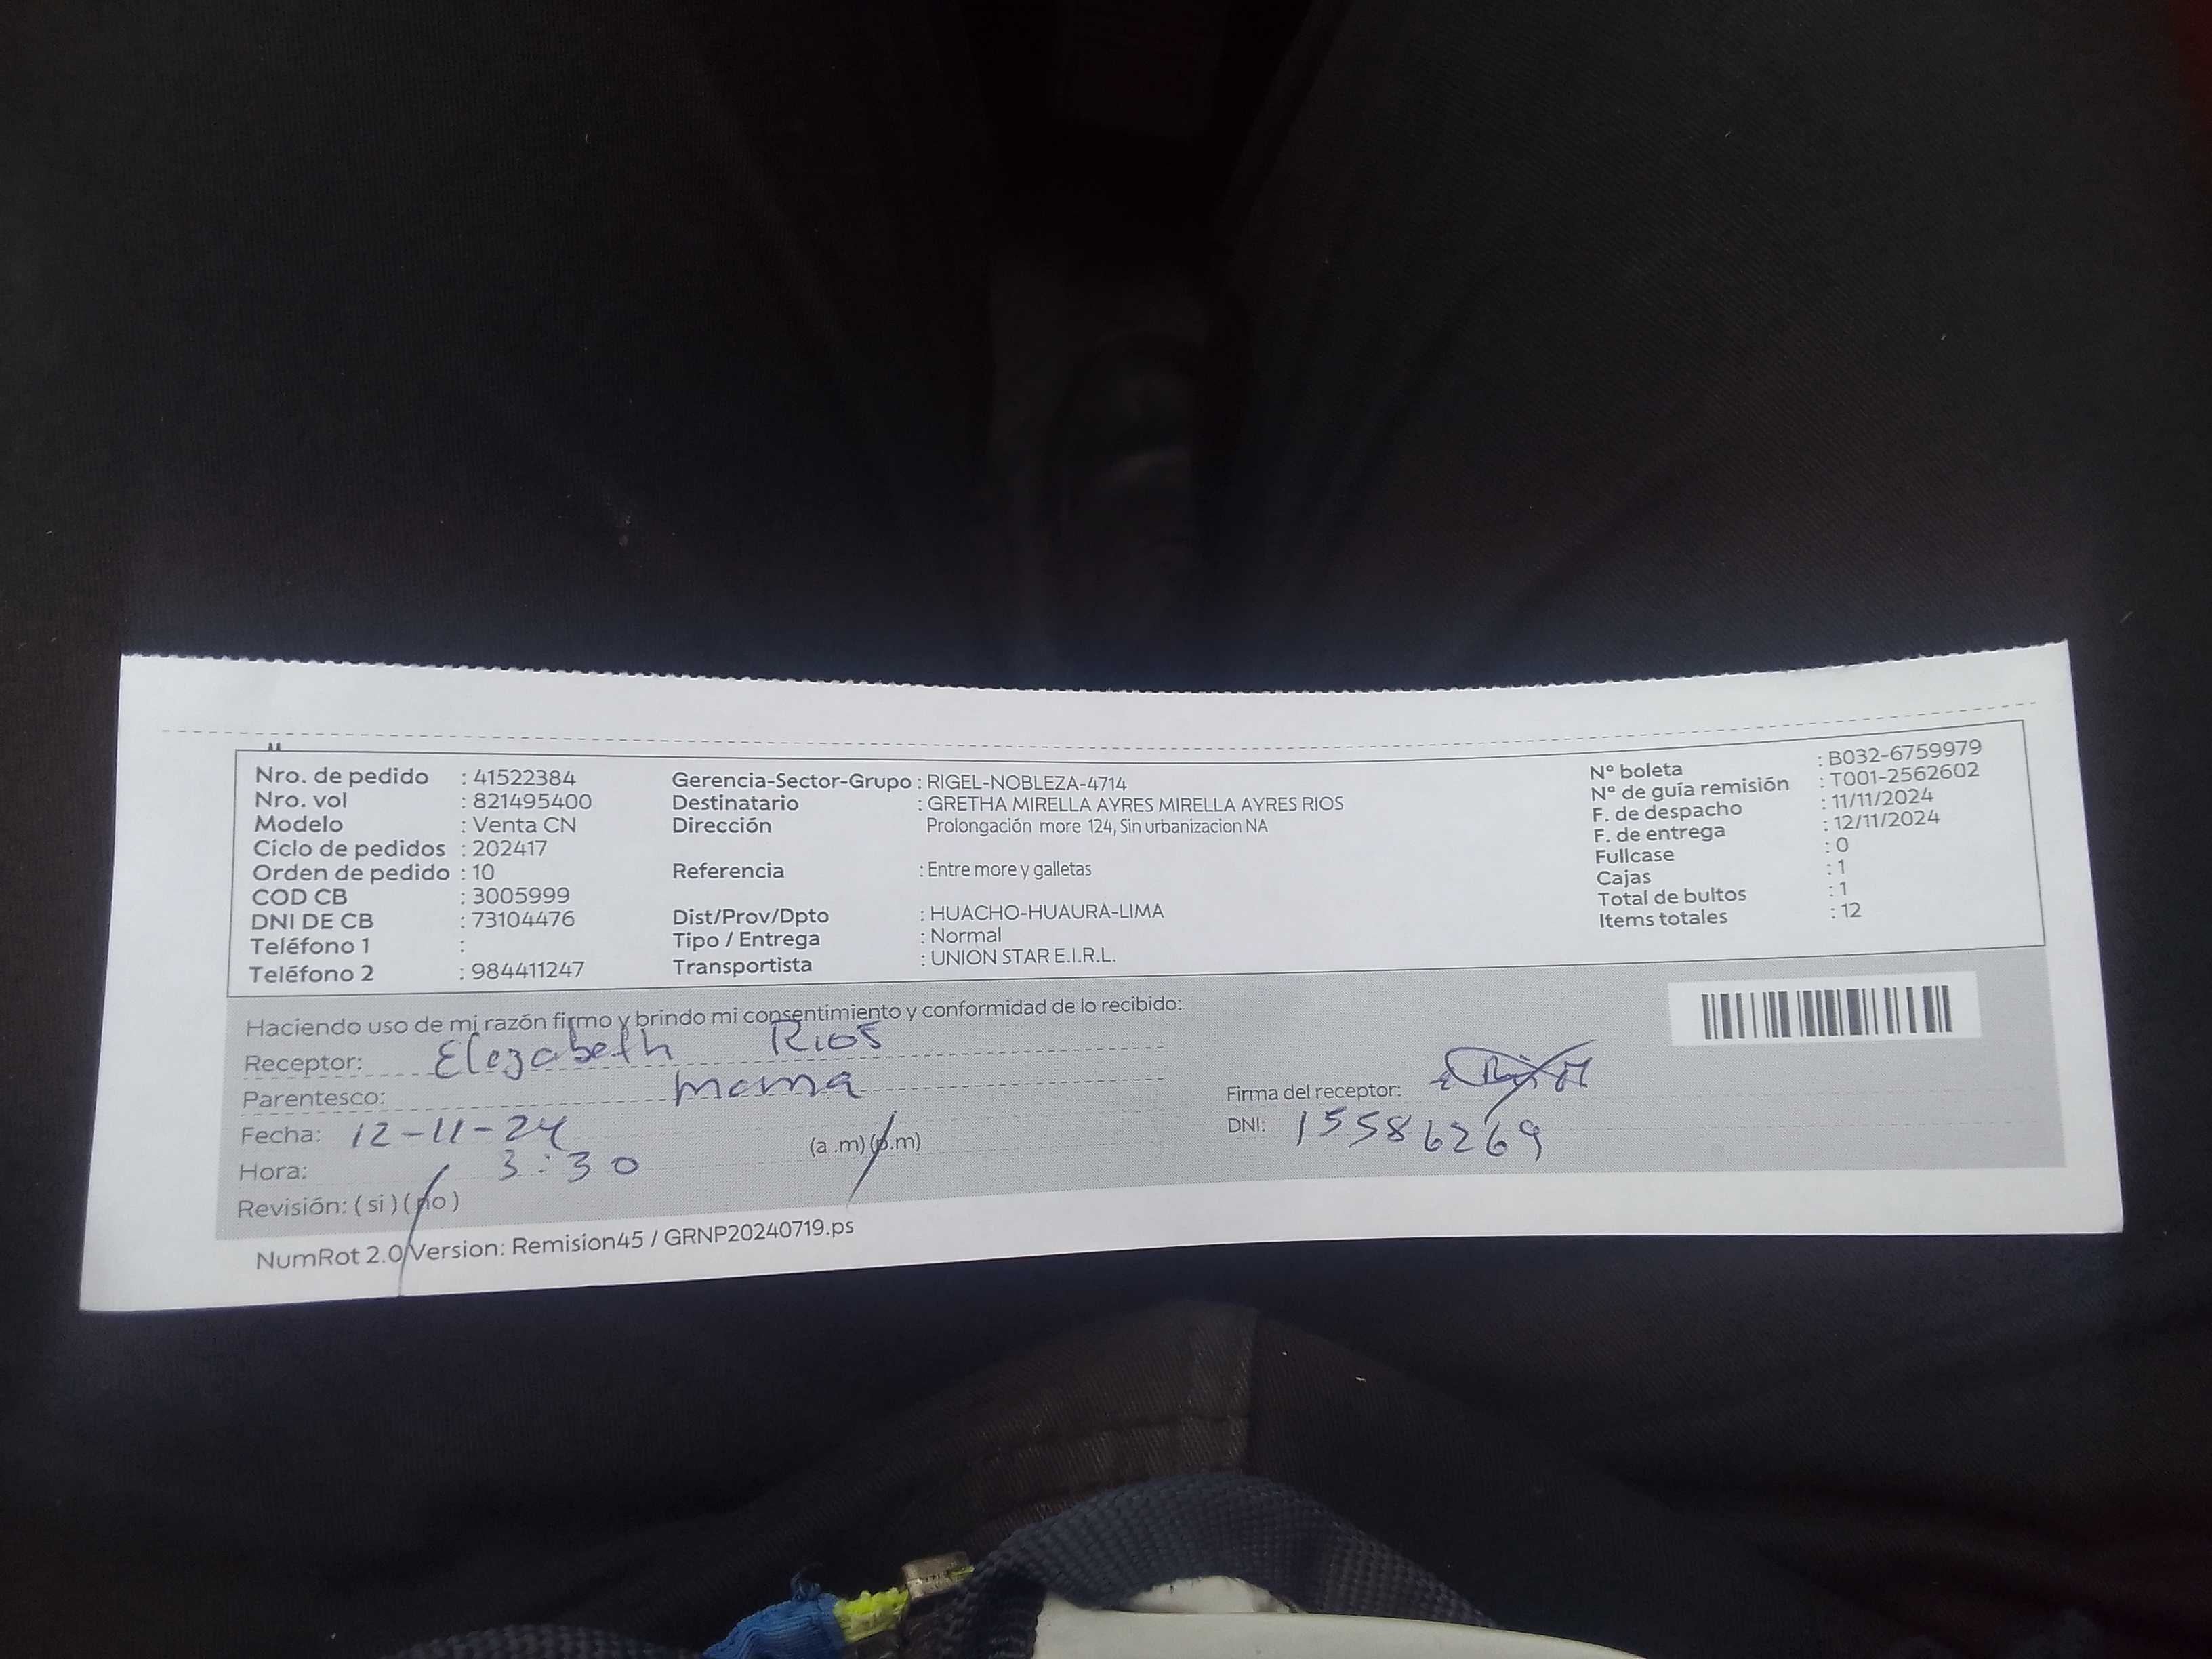 Nro. de pedido : 41522384
Nro. vol : 821495400
Modelo : Venta CN
Ciclo de pedidos : 202417
Orden de pedido : 10
COD CB : 3005999
DNI DE CB : 73104476
Teléfono 1 :
Teléfono 2 : 984411247
Gerencia-Sector-Grupo : RIGEL-NOBLEZA-4714
Destinatario : GRETHA MIRELLA AYRES MIRELLA AYRES RIOS
Dirección Prolongación more 124, Sin urbanizacion NA
Referencia : Entre more y galletas
Dist/Prov/Dpto : HUACHO-HUAURA-LIMA
Tipo / Entrega : Normal
Transportista : UNION STAR E.I.R.L.
N° boleta : B032-6759979
N° de guía remisión : T001-2562602
F. de despacho : 11/11/2024
F. de entrega : 12/11/2024
Fullcase : 0
Cajas : 1
Total de bultos : 1
Items totales : 12
Haciendo uso de mi razón firmo y brindo mi consentimiento y conformidad de lo recibido:
Receptor: Elezabeth Rios
Parentesco: mama
Fecha: 12-11-24
Hora: 3:30 (a .m) (p.m)
Revisión: ( si ) ( no )
Firma del receptor:
DNI: 15586269
NumRot 2.0 Version: Remision45 / GRNP20240719.ps